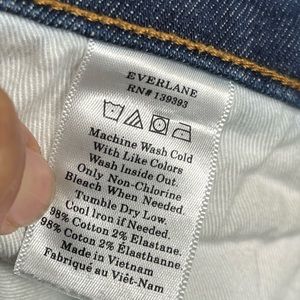 EVERLANE
RN# 139393
Machine Wash Cold
With Like Colors
Wash Inside Out.
Only Non-Chlorine
Bleach When Needed.
Tumble Dry Low.
Cool Iron if Needed.
98% Cotton 2% Elastane.
98% Coton 2% Élasthanne.
Made in Vietnam
Fabriqué au Viêt-Nam